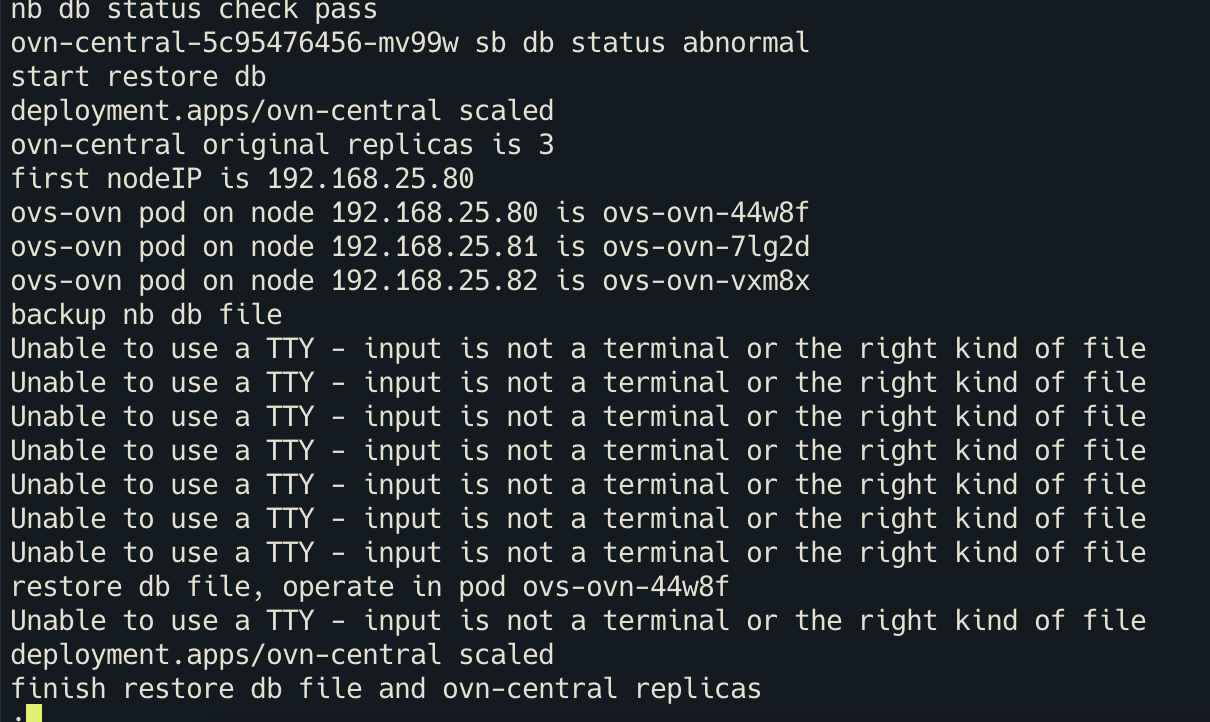 nb db status check pass
ovn-central-5c95476456-mv99w sb db status abnormal
start restore db
deployment.apps/ovn-central scaled
ovn-central original replicas is 3
first nodeIP is 192.168.25.80
ovs-ovn pod on node 192.168.25.80 is ovs-ovn-44w8f
ovs-ovn pod on node 192.168.25.81 is ovs-ovn-7lg2d
ovs-ovn pod on node 192.168.25.82 is ovs-ovn-vxm8x
backup nb db file
Unable to use a TTY - input is not a terminal or the right kind of file
Unable to use a TTY - input is not a terminal or the right kind of file
Unable to use a TTY - input is not a terminal or the right kind of file
Unable to use a TTY - input is not a terminal or the right kind of file
Unable to use a TTY - input is not a terminal or the right kind of file
Unable to use a TTY - input is not a terminal or the right kind of file
Unable to use a TTY - input is not a terminal or the right kind of file
restore db file, operate in pod ovs-ovn-44w8f
Unable to use a TTY - input is not a terminal or the right kind of file
deployment.apps/ovn-central scaled
finish restore db file and ovn-central replicas